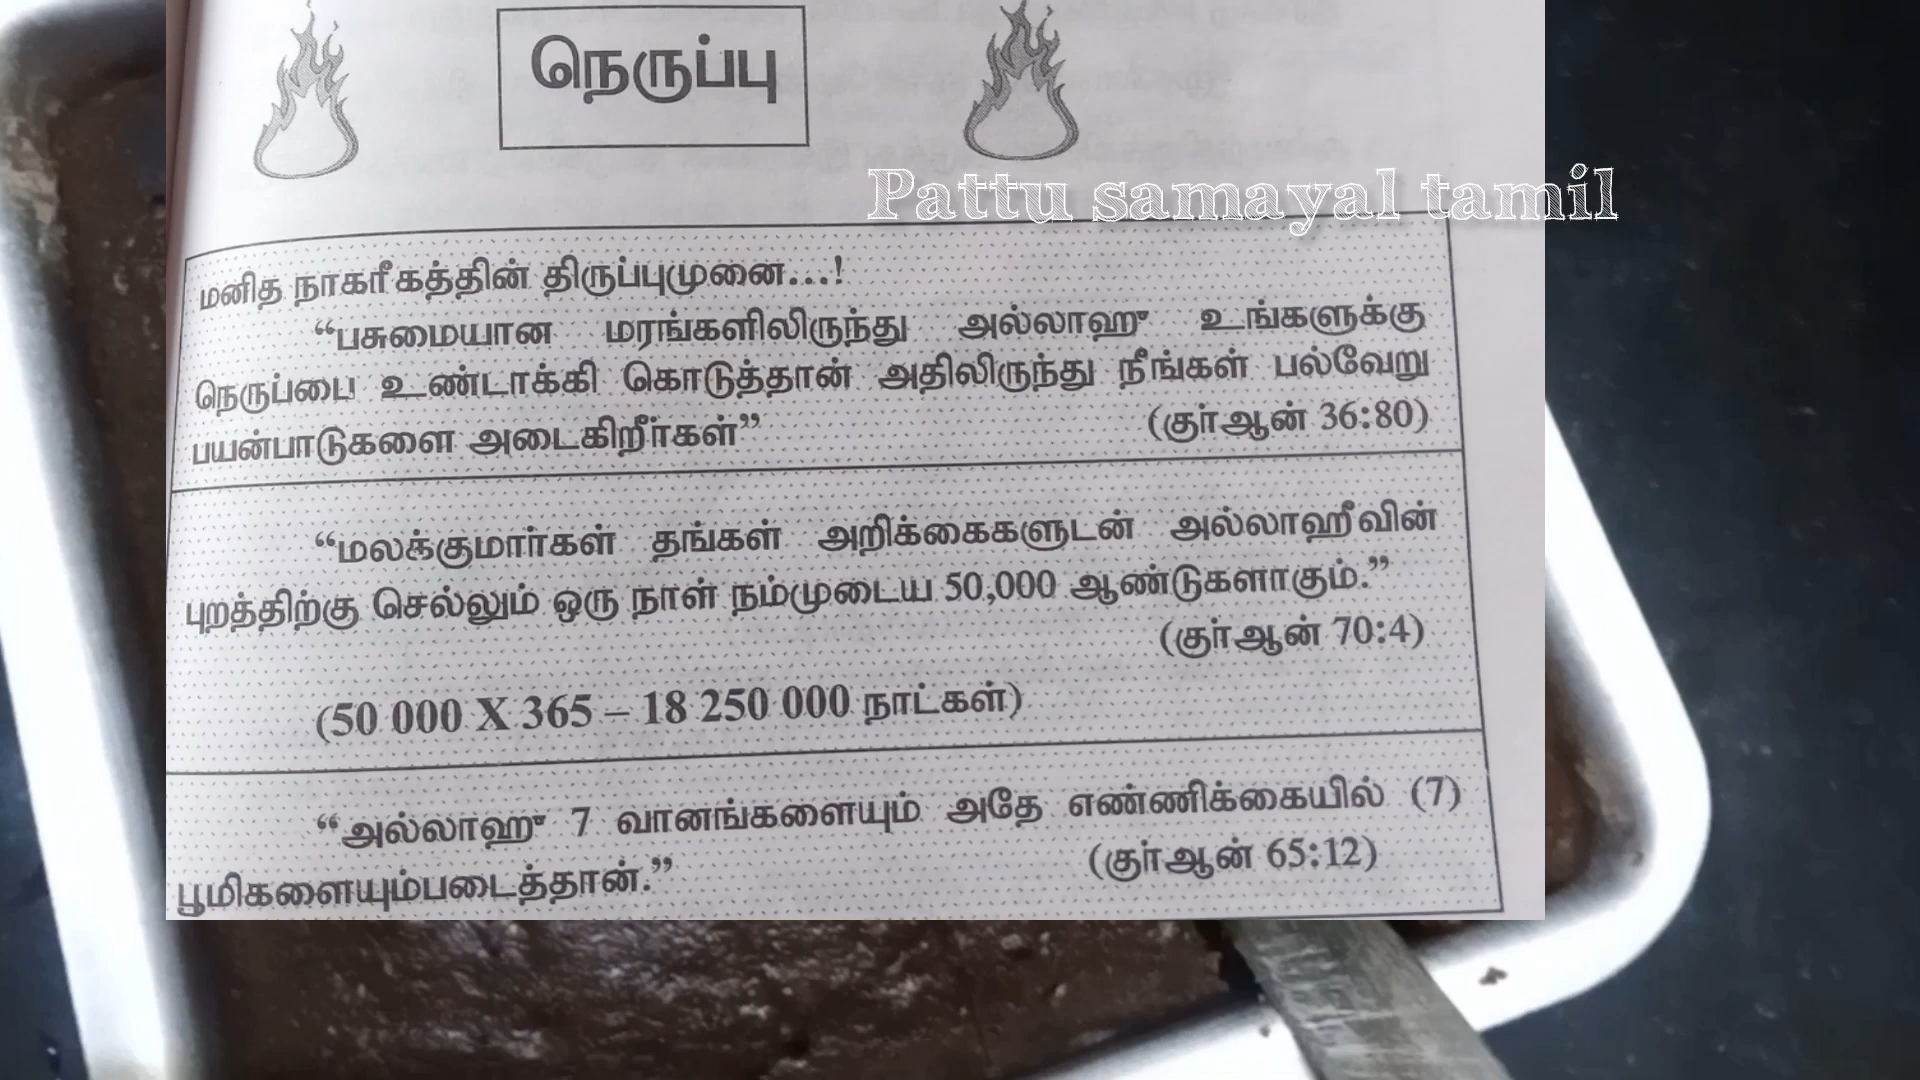 நெருப்பு
Pattu samayal tamil
மனித நாகரீகத்தின் திருப்புமுனை...!
“பசுமையான மரங்களிலிருந்து அல்லாஹு உங்களுக்கு
நெருப்பை உண்டாக்கி கொடுத்தான் அதிலிருந்து நீங்கள் பல்வேறு
பயன்பாடுகளை அடைகிறீர்கள்” (குர்ஆன் 36:80)
“மலக்குமார்கள் தங்கள் அறிக்கைகளுடன் அல்லாஹீவின்
புறத்திற்கு செல்லும் ஒரு நாள் நம்முடைய 50,000 ஆண்டுகளாகும்.”
(குர்ஆன் 70:4)
(50 000 X 365 – 18 250 000 நாட்கள்)
“அல்லாஹு 7 வானங்களையும் அதே எண்ணிக்கையில் (7)
பூமிகளையும்படைத்தான்.” (குர்ஆன் 65:12)